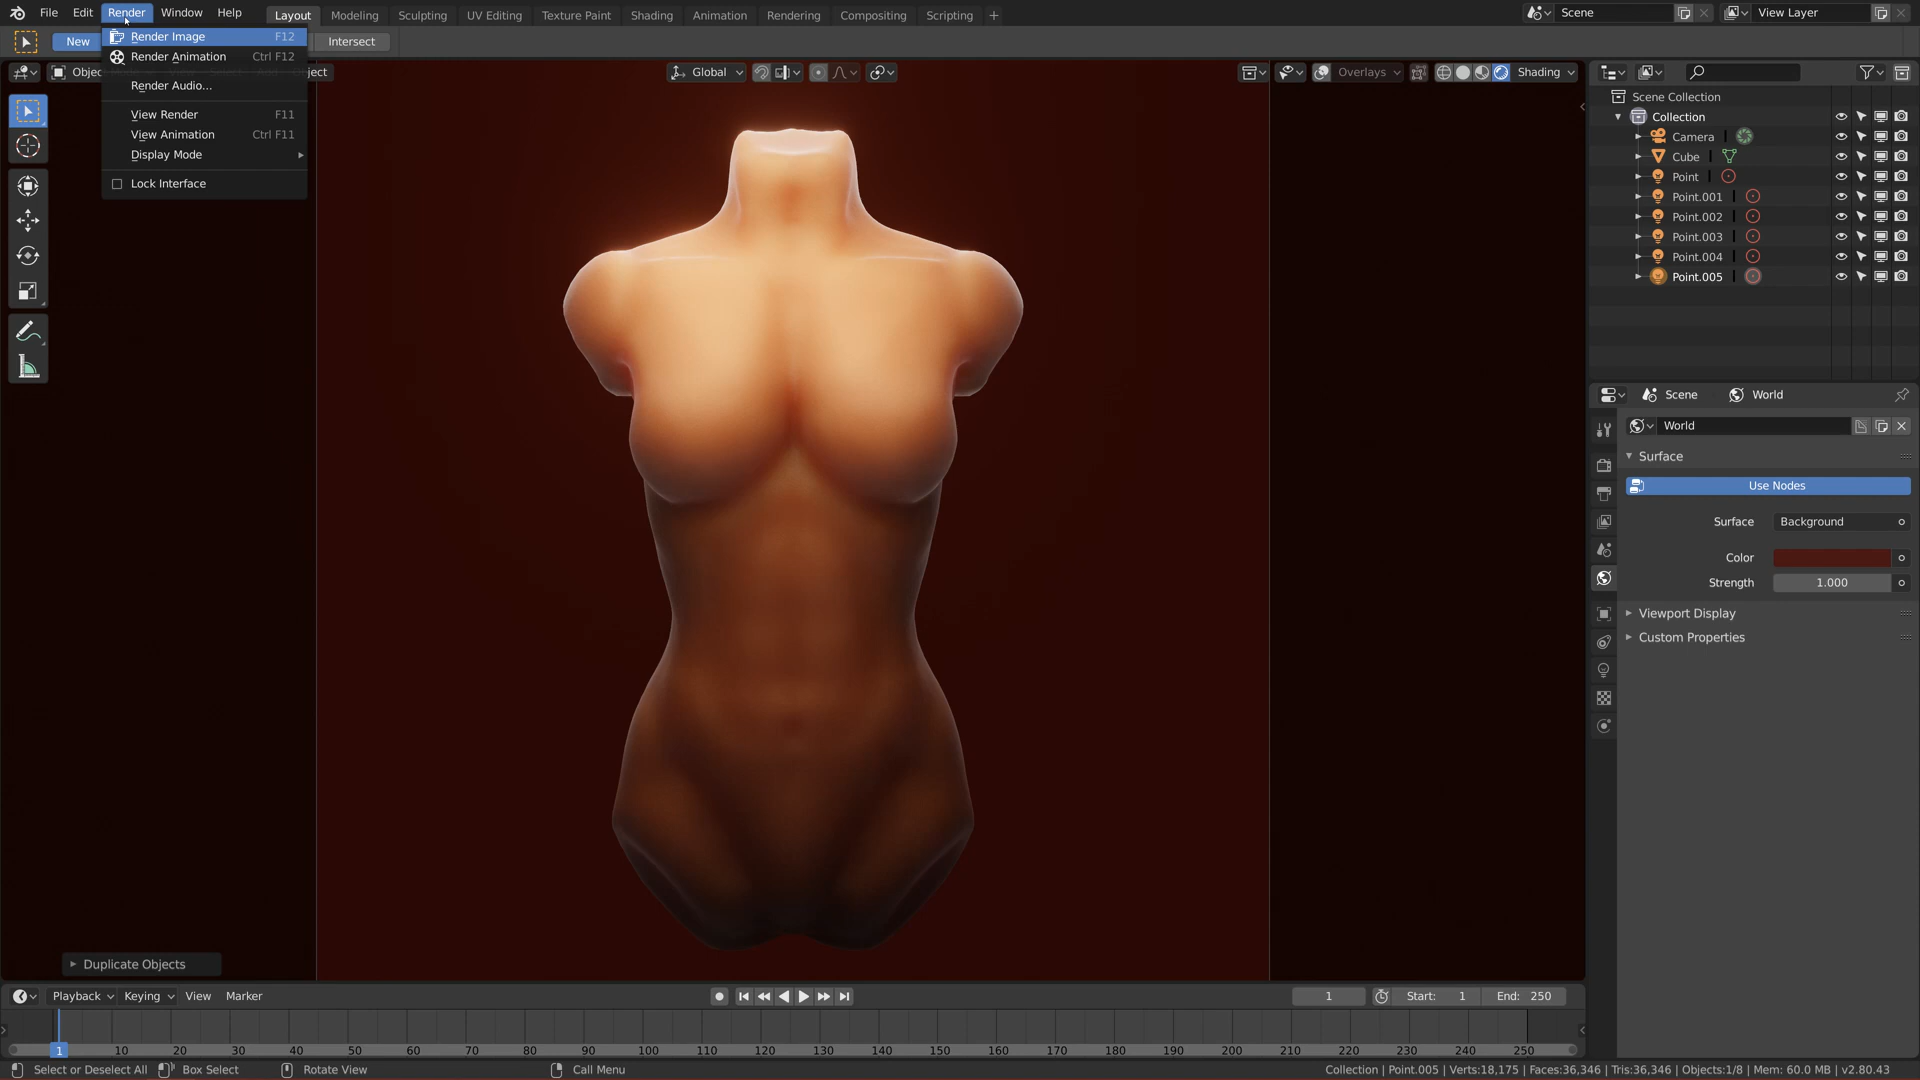 File Edit Render Window Help Layout Modeling Sculpting UV Editing Texture Paint Shading Animation Rendering Compositing Scripting + Scene View Layer
New Intersect
Render Image F12
Render Animation Ctrl F12
Render Audio...
View Render F11
View Animation Ctrl F11
Display Mode
Lock Interface
Global Overlays Shading
Scene Collection
Collection
Camera
Cube
Point
Point.001
Point.002
Point.003
Point.004
Point.005
Scene World
World
Surface
Use Nodes
Surface Background
Color
Strength 1.000
Viewport Display
Custom Properties
Duplicate Objects
Playback Keying View Marker 1 Start: 1 End: 250
1 10 20 30 40 50 60 70 80 90 100 110 120 130 140 150 160 170 180 190 200 210 220 230 240 250
Select or Deselect All Box Select Rotate View Call Menu Collection | Point.005 | Verts:18,175 | Faces:36,346 | Tris:36,346 | Objects:1/8 | Mem: 60.0 MB | v2.80.43